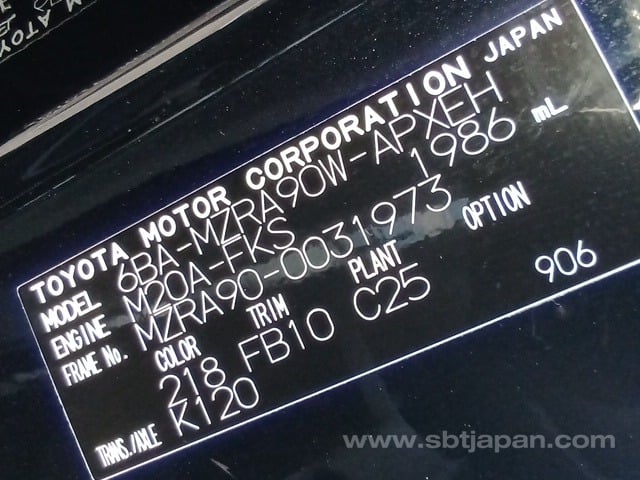 TOYOTA MOTOR CORPORATION JAPAN
MODEL 6BA-MZRA90W-APXEH
ENGINE M20A-FKS 1986 mL
FRAME No. MZRA90-0031973
COLOR TRIM PLANT OPTION
218 FB10 C25 906
TRANS./AXLE K120
www.sbtjapan.com